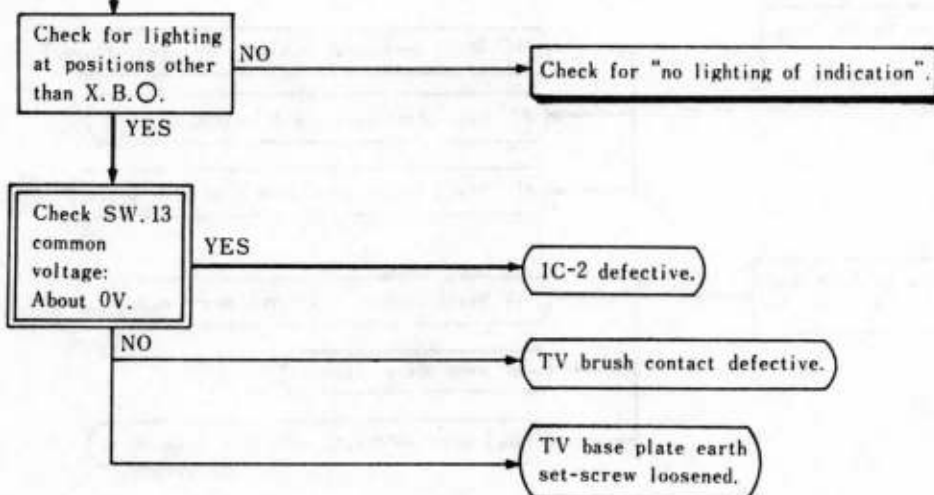 Check for lighting
at positions other
than X. B. ○.
NO
Check for "no lighting of indication".
YES
Check SW. 13
common
voltage:
About 0V.
YES
IC-2 defective.
NO
TV brush contact defective.
TV base plate earth
set-screw loosened.